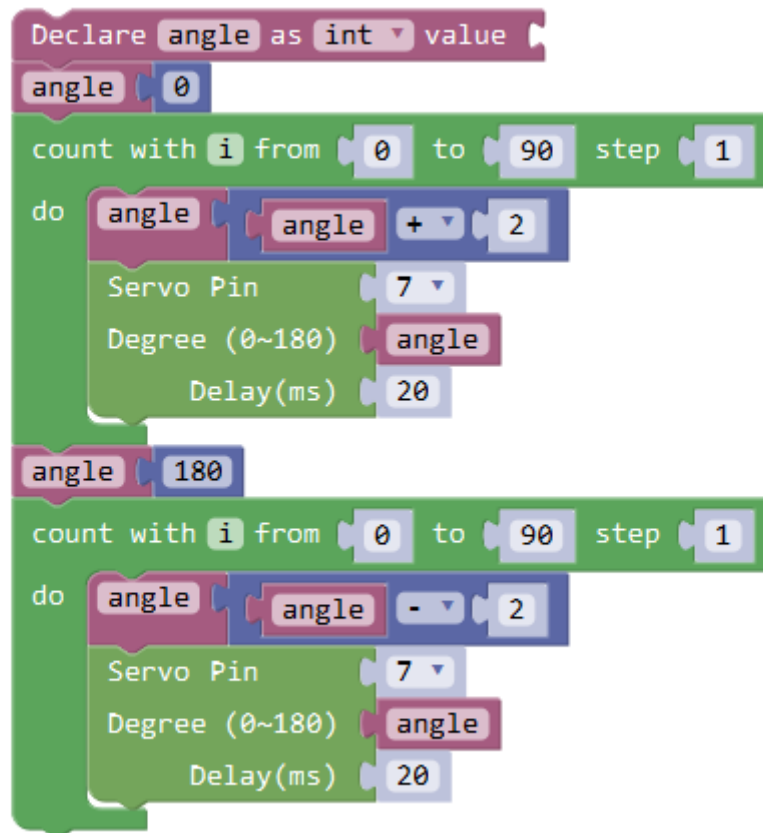 Declare angle as int value
angle 0
count with i from 0 to 90 step 1
do angle angle + 2
Servo Pin 7
Degree (0~180) angle
Delay(ms) 20
angle 180
count with i from 0 to 90 step 1
do angle angle - 2
Servo Pin 7
Degree (0~180) angle
Delay(ms) 20